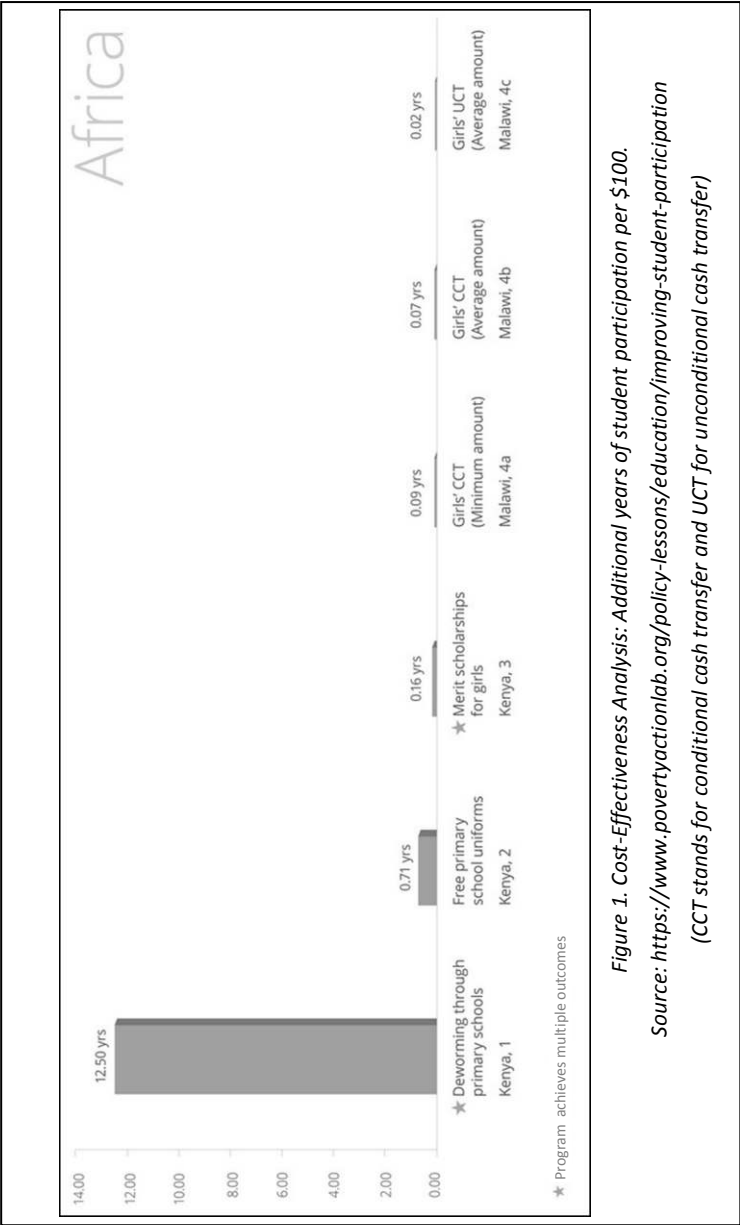 Africa
14.00
12.00
10.00
8.00
6.00
4.00
2.00
0.00
12.50 yrs
0.71 yrs
0.16 yrs
0.09 yrs
0.07 yrs
0.02 yrs
★ Deworming through
primary schools
Kenya, 1
Free primary
school uniforms
Kenya, 2
★ Merit scholarships
for girls
Kenya, 3
Girls' CCT
(Minimum amount)
Malawi, 4a
Girls' CCT
(Average amount)
Malawi, 4b
Girls' UCT
(Average amount)
Malawi, 4c
★ Program achieves multiple outcomes
Figure 1. Cost-Effectiveness Analysis: Additional years of student participation per $100.
Source: https://www.povertyactionlab.org/policy-lessons/education/improving-student-participation
(CCT stands for conditional cash transfer and UCT for unconditional cash transfer)